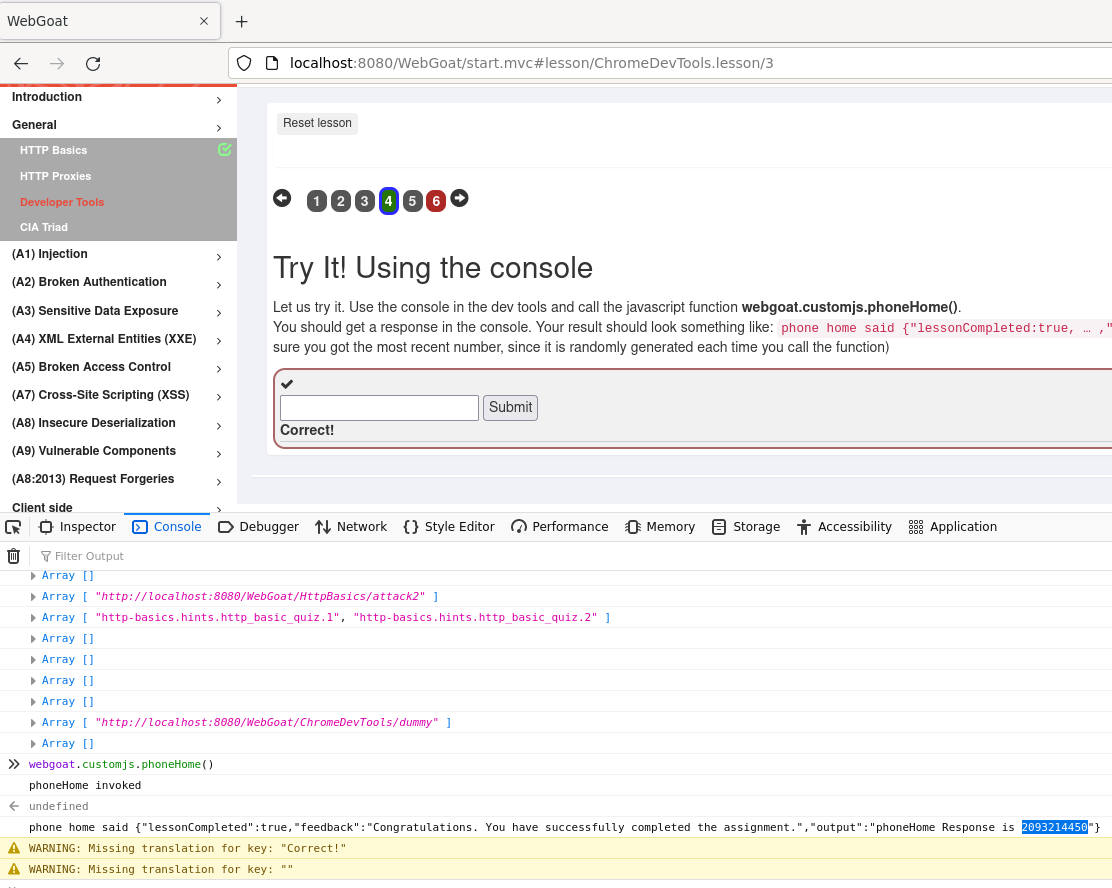 WebGoat
localhost:8080/WebGoat/start.mvc#lesson/ChromeDevTools.lesson/3
Introduction
General
HTTP Basics
HTTP Proxies
Developer Tools
CIA Triad
(A1) Injection
(A2) Broken Authentication
(A3) Sensitive Data Exposure
(A4) XML External Entities (XXE)
(A5) Broken Access Control
(A7) Cross-Site Scripting (XSS)
(A8) Insecure Deserialization
(A9) Vulnerable Components
(A8:2013) Request Forgeries
Client side
Reset lesson
1 2 3 4 5 6
Try It! Using the console
Let us try it. Use the console in the dev tools and call the javascript function webgoat.customjs.phoneHome().
You should get a response in the console. Your result should look something like: phone home said {"lessonCompleted:true, … ,"
sure you got the most recent number, since it is randomly generated each time you call the function)
Submit
Correct!
Inspector Console Debugger Network Style Editor Performance Memory Storage Accessibility Application
Filter Output
Array []
Array [ "http://localhost:8080/WebGoat/HttpBasics/attack2" ]
Array [ "http-basics.hints.http_basic_quiz.1", "http-basics.hints.http_basic_quiz.2" ]
Array []
Array []
Array []
Array []
Array [ "http://localhost:8080/WebGoat/ChromeDevTools/dummy" ]
Array []
webgoat.customjs.phoneHome()
phoneHome invoked
undefined
phone home said {"lessonCompleted":true,"feedback":"Congratulations. You have successfully completed the assignment.","output":"phoneHome Response is 2093214450"}
WARNING: Missing translation for key: "Correct!"
WARNING: Missing translation for key: ""